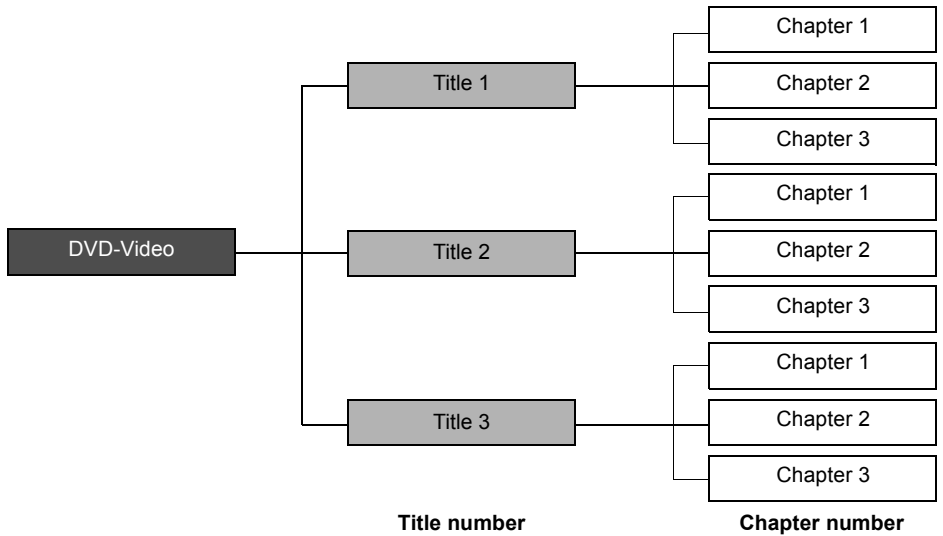 Chapter 1
Title 1
Chapter 2
Chapter 3
Chapter 1
DVD-Video
Title 2
Chapter 2
Chapter 3
Chapter 1
Title 3
Chapter 2
Chapter 3
Title number
Chapter number